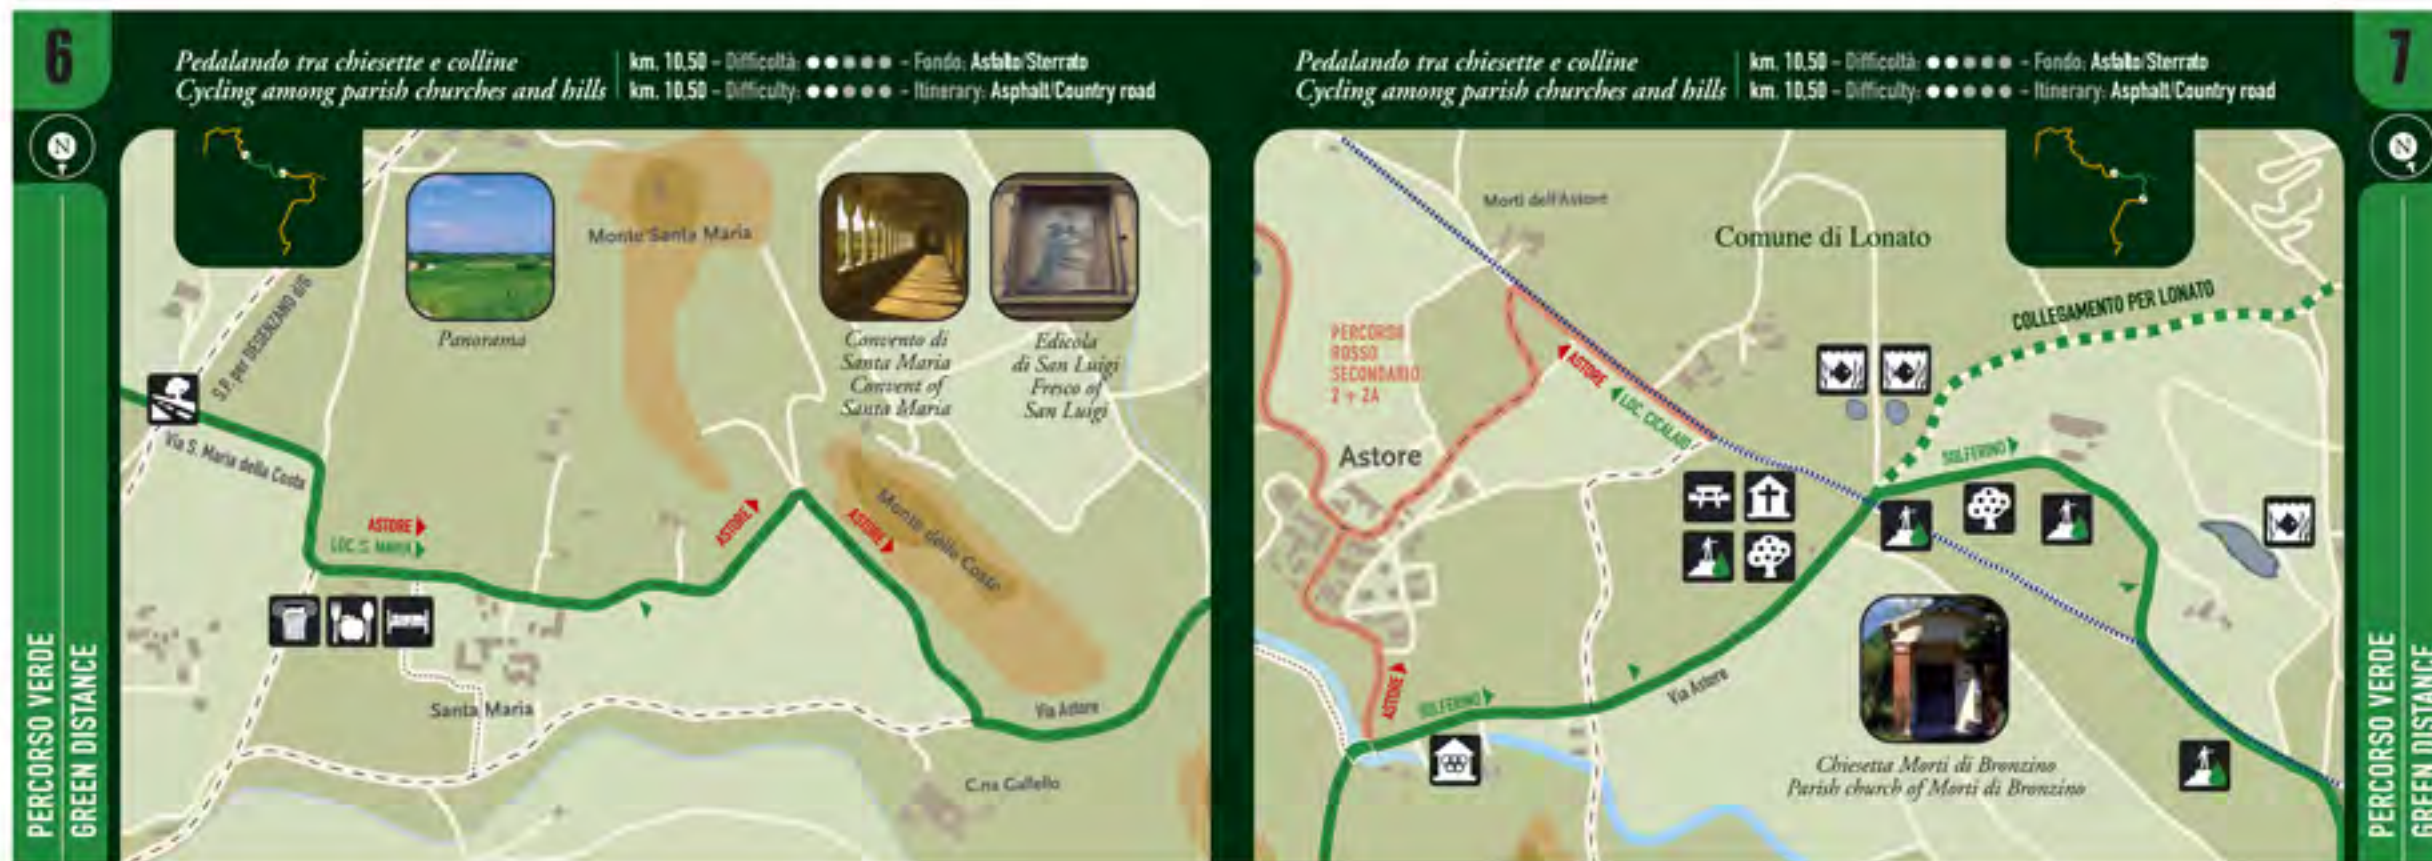 6
Pedalando tra chiesette e colline
Cycling among parish churches and hills
km. 10,50 – Difficoltà: – Fondo: Asfalto/Sterrato
km. 10,50 – Difficulty: – Itinerary: Asphalt/Country road
N
S.P. per DESENZANO d/G
Panorama
Monte Santa Maria
Convento di
Santa Maria
Convent of
Santa Maria
Edicola
di San Luigi
Fresco of
San Luigi
Via S. Maria della Costa
ASTORE
LOC. S. MARIA
ASTORE
ASTORE
Monte delle Coste
Santa Maria
Via Astore
C.na Gallello
PERCORSO VERDE
GREEN DISTANCE
7
Pedalando tra chiesette e colline
Cycling among parish churches and hills
km. 10,50 – Difficoltà: – Fondo: Asfalto/Sterrato
km. 10,50 – Difficulty: – Itinerary: Asphalt/Country road
N
Morti dell'Astore
Comune di Lonato
COLLEGAMENTO PER LONATO
PERCORSO
ROSSO
SECONDARIO
2 + 2A
ASTORE
LOC. CICALARI
Astore
SOLFERINO
ASTORE
SOLFERINO
Via Astore
Chiesetta Morti di Bronzino
Parish church of Morti di Bronzino
PERCORSO VERDE
GREEN DISTANCE